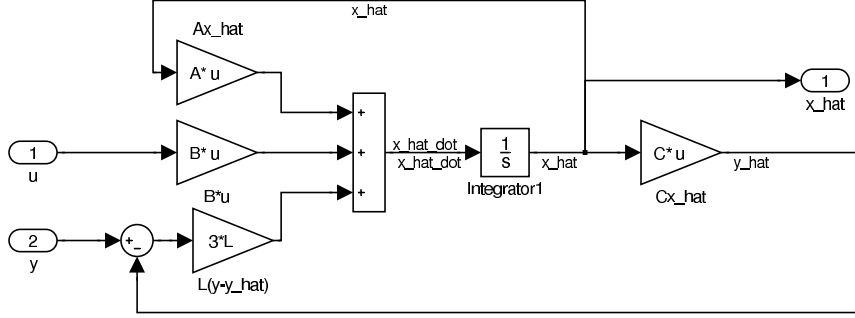 x_hat
Ax_hat
A* u
1
x_hat
+
1
u
B* u
B*u
+
x_hat_dot
x_hat_dot
1
s
Integrator1
x_hat
C* u
Cx_hat
y_hat
+
2
y
+
-
3*L
L(y-y_hat)